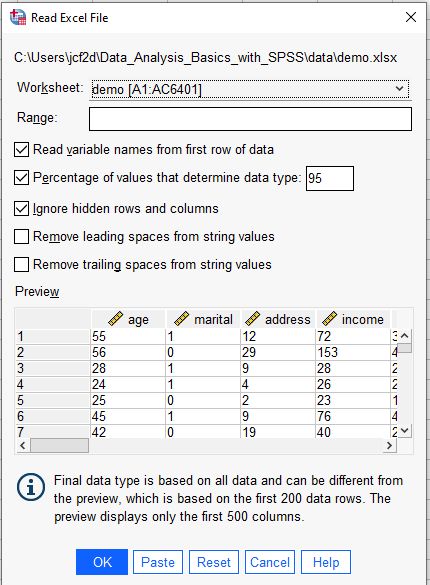 Read Excel File
C:\Users\jcf2d\Data_Analysis_Basics_with_SPSS\data\demo.xlsx
Worksheet: demo [A1:AC6401]
Range:
Read variable names from first row of data
Percentage of values that determine data type: 95
Ignore hidden rows and columns
Remove leading spaces from string values
Remove trailing spaces from string values
Preview
age marital address income
1 55 1 12 72
2 56 0 29 153 4
3 28 1 9 28 2
4 24 1 4 26 2
5 25 0 2 23 1
6 45 1 9 76 4
7 42 0 19 40 2
Final data type is based on all data and can be different from
the preview, which is based on the first 200 data rows. The
preview displays only the first 500 columns.
OK Paste Reset Cancel Help